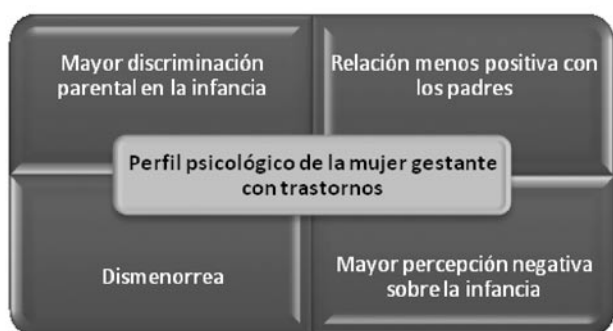 Mayor discriminación
parental en la infancia
Relación menos positiva con
los padres
Perfil psicológico de la mujer gestante
con trastornos
Dismenorrea
Mayor percepción negativa
sobre la infancia